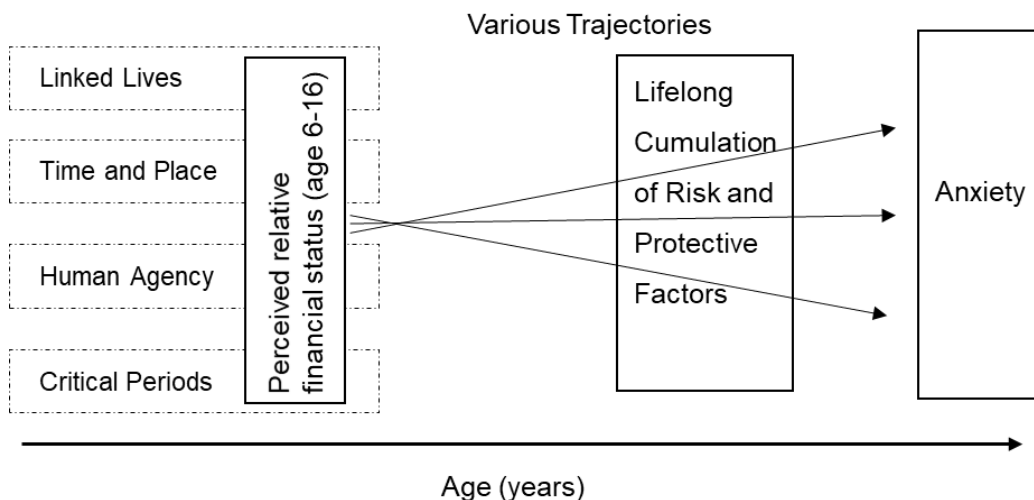 Various Trajectories
Linked Lives
Time and Place
Human Agency
Critical Periods
Perceived relative
financial status (age 6-16)
Lifelong
Cumulation
of Risk and
Protective
Factors
Anxiety
Age (years)